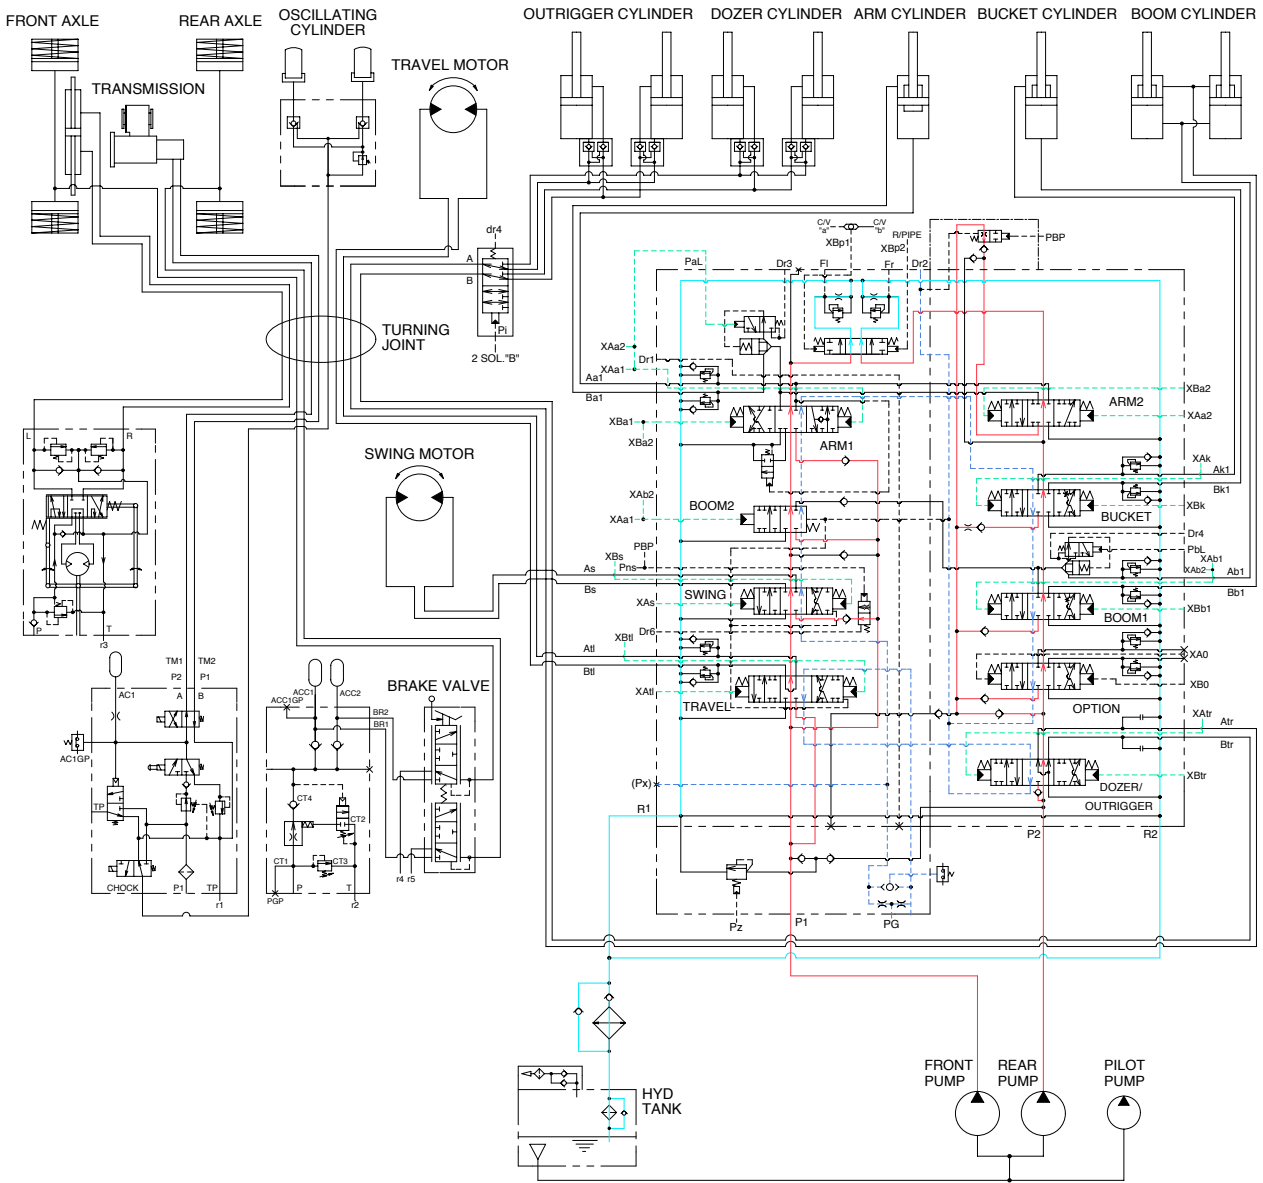 FRONT AXLE
REAR AXLE
OSCILLATING
CYLINDER
OUTRIGGER CYLINDER
DOZER CYLINDER
ARM CYLINDER
BUCKET CYLINDER
BOOM CYLINDER
TRANSMISSION
TRAVEL MOTOR
dr4
A
B
Pi
2 SOL."B"
TURNING
JOINT
C/V
"a"
C/V
"b"
XBp1
R/PIPE
XBp2
PBP
PaL
Dr3
Fl
Fr
Dr2
XAa2
XAa1
Dr1
Aa1
Ba1
XBa1
XBa2
ARM1
XBa2
ARM2
XAa2
L
R
P
T
r3
SWING MOTOR
XAk
Ak1
Bk1
XBk
BUCKET
XAb2
XAa1
BOOM2
PBP
XBs
Pns
As
Bs
SWING
XAs
Dr6
XBtl
Atl
Btl
XAtl
TRAVEL
Dr4
PbL
XAb1
XAb2
Ab1
Bb1
XBb1
BOOM1
XA0
XB0
OPTION
XAtr
Atr
Btr
XBtr
DOZER/
OUTRIGGER
(Px)
R1
P2
R2
TM1
TM2
P2
P1
A
B
AC1
AC1GP
TP
CHOCK
P1
TP
r1
ACC1
ACC2
ACC1GP
BR2
BR1
CT4
CT2
CT1
CT3
PGP
P
T
r2
BRAKE VALVE
r4
r5
Pz
P1
PG
FRONT
PUMP
REAR
PUMP
PILOT
PUMP
HYD
TANK